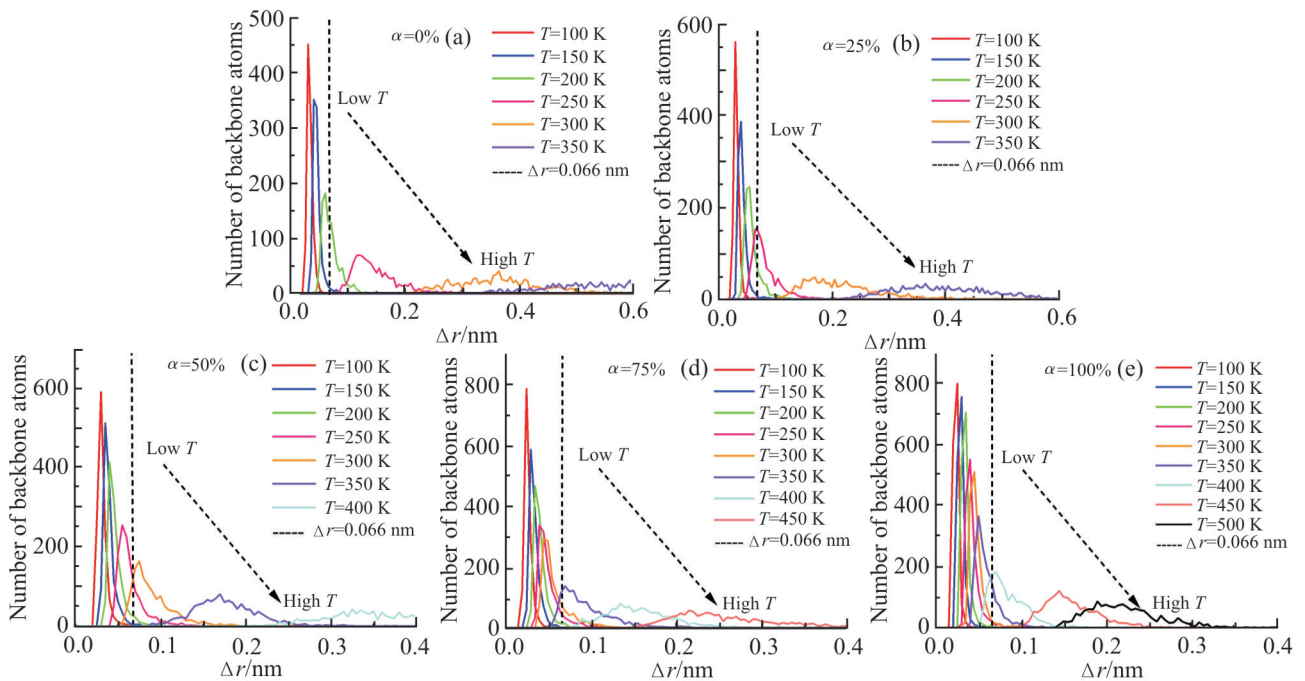 α=0% (a)
T=100 K
T=150 K
T=200 K
T=250 K
T=300 K
T=350 K
Δr=0.066 nm
Low T
High T
Number of backbone atoms
500
400
300
200
100
0
0.0 0.2 0.4 0.6
Δr/nm
α=25% (b)
T=100 K
T=150 K
T=200 K
T=250 K
T=300 K
T=350 K
Δr=0.066 nm
Low T
High T
Number of backbone atoms
600
400
200
0
0.0 0.2 0.4 0.6
Δr/nm
α=50% (c)
T=100 K
T=150 K
T=200 K
T=250 K
T=300 K
T=350 K
T=400 K
Δr=0.066 nm
Low T
High T
Number of backbone atoms
600
400
200
0
0.0 0.1 0.2 0.3 0.4
Δr/nm
α=75% (d)
T=100 K
T=150 K
T=200 K
T=250 K
T=300 K
T=350 K
T=400 K
T=450 K
Δr=0.066 nm
Low T
High T
Number of backbone atoms
800
600
400
200
0
0.0 0.1 0.2 0.3 0.4
Δr/nm
α=100% (e)
T=100 K
T=150 K
T=200 K
T=250 K
T=300 K
T=350 K
T=400 K
T=450 K
T=500 K
Δr=0.066 nm
Low T
High T
Number of backbone atoms
800
600
400
200
0
0.0 0.1 0.2 0.3 0.4
Δr/nm